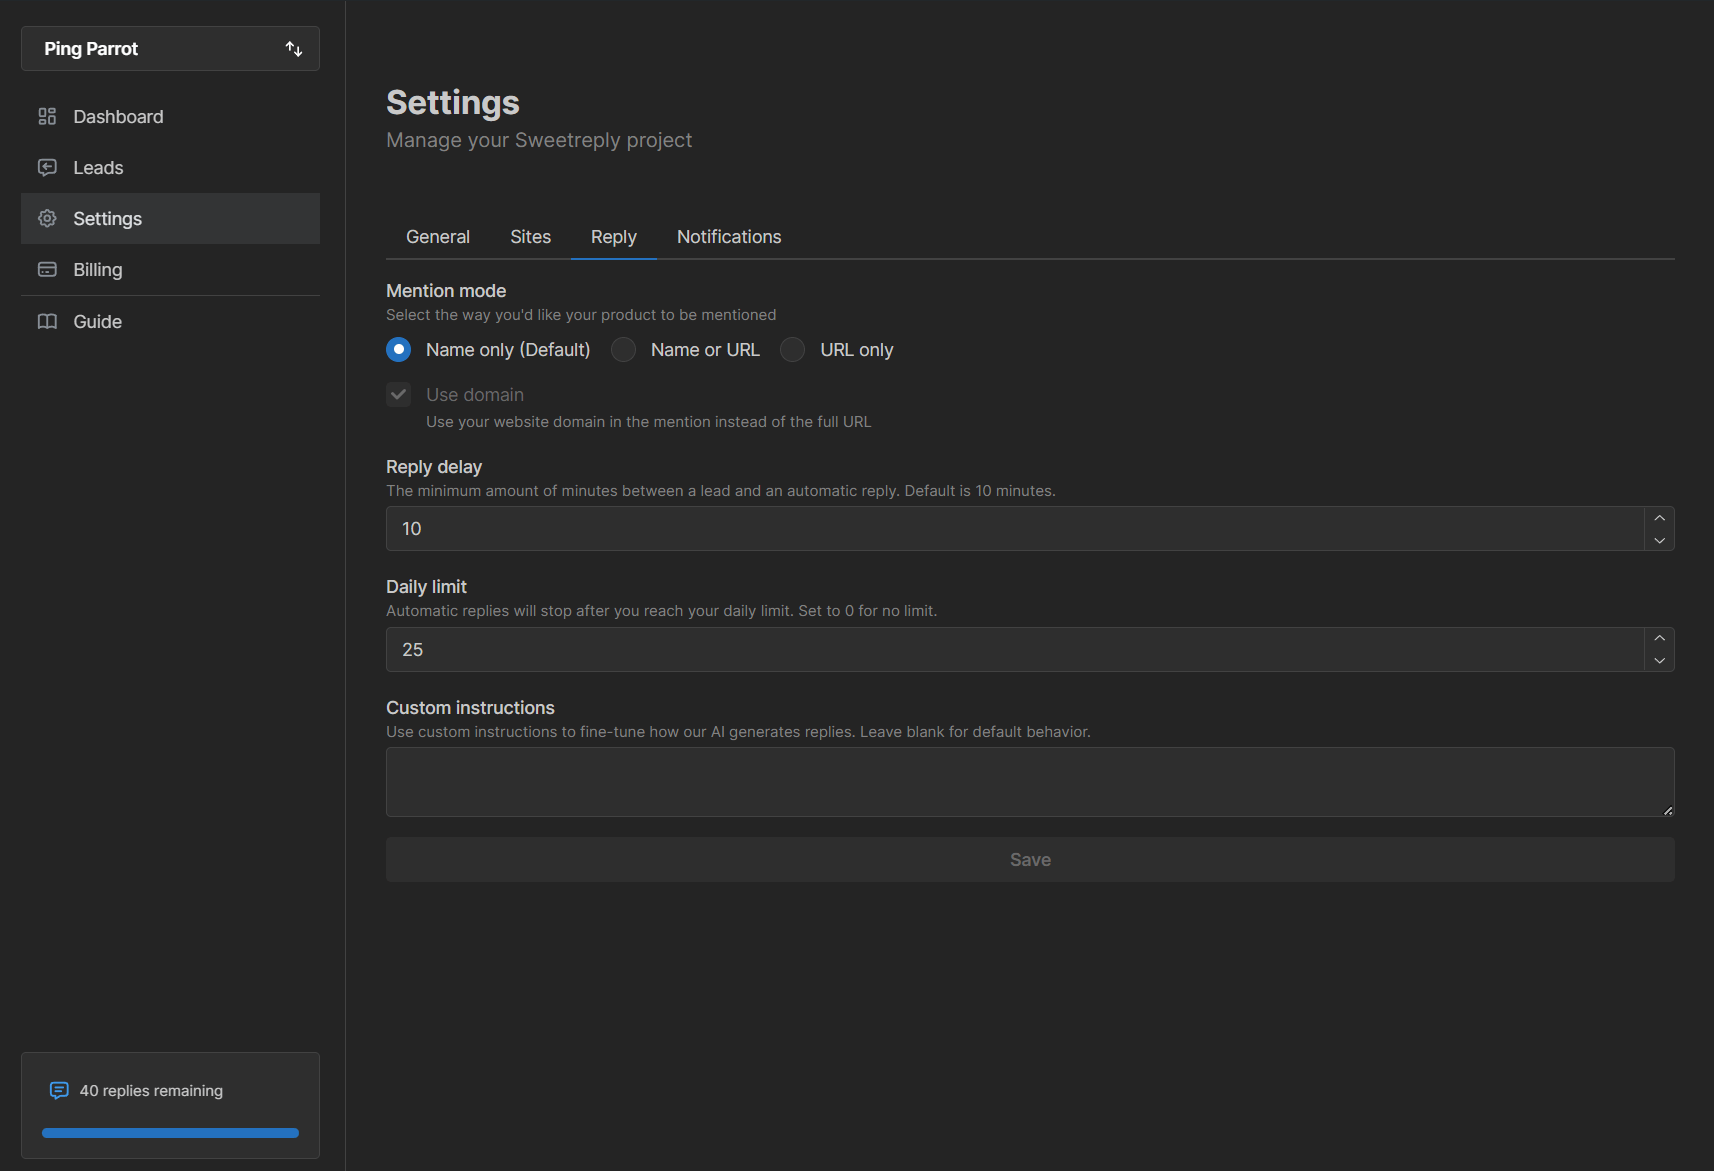 Ping Parrot
Dashboard
Leads
Settings
Billing
Guide
40 replies remaining
Settings
Manage your Sweetreply project
General Sites Reply Notifications
Mention mode
Select the way you'd like your product to be mentioned
Name only (Default) Name or URL URL only
Use domain
Use your website domain in the mention instead of the full URL
Reply delay
The minimum amount of minutes between a lead and an automatic reply. Default is 10 minutes.
10
Daily limit
Automatic replies will stop after you reach your daily limit. Set to 0 for no limit.
25
Custom instructions
Use custom instructions to fine-tune how our AI generates replies. Leave blank for default behavior.
Save